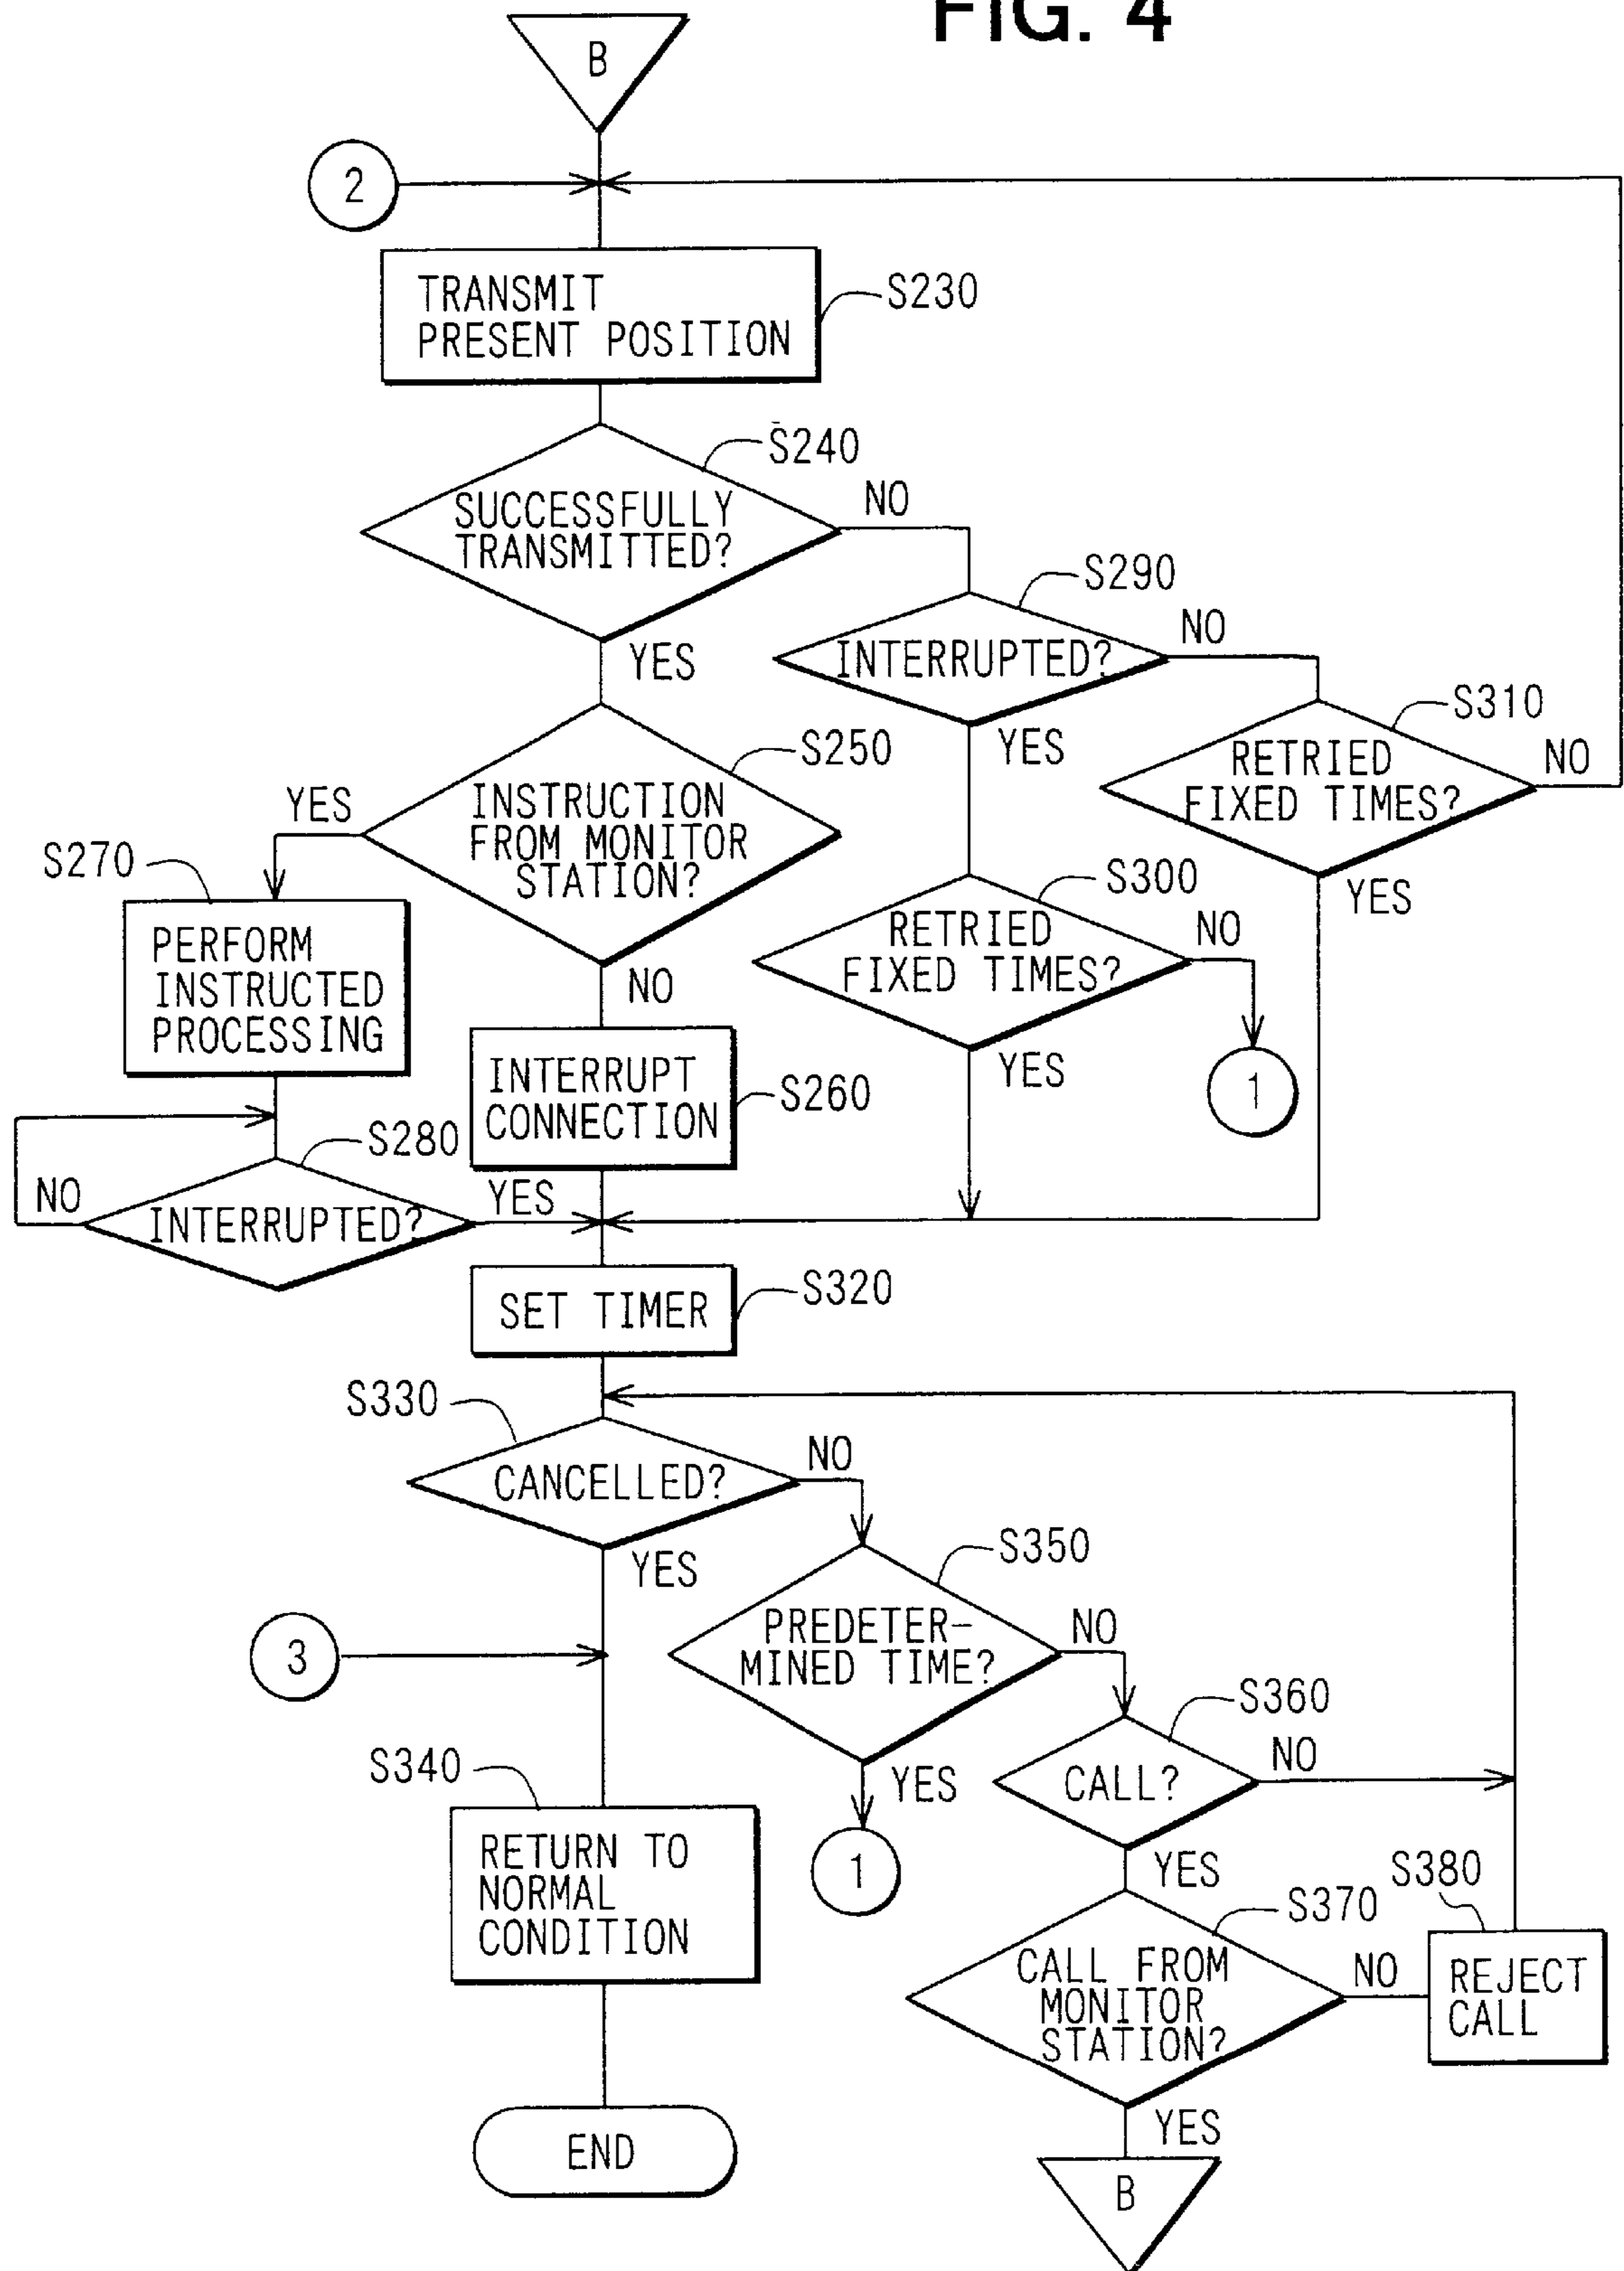 FIG. 4
B
2
TRANSMIT
PRESENT POSITION
S230
S240
SUCCESSFULLY
TRANSMITTED?
NO
YES
S290
INTERRUPTED?
NO
YES
S310
RETRIED
FIXED TIMES?
NO
YES
S250
INSTRUCTION
FROM MONITOR
STATION?
YES
NO
S270
PERFORM
INSTRUCTED
PROCESSING
S300
RETRIED
FIXED TIMES?
NO
YES
1
INTERRUPT
CONNECTION
S260
S280
INTERRUPTED?
NO
YES
SET TIMER
S320
S330
CANCELLED?
NO
YES
S350
PREDETER-
MINED TIME?
NO
YES
1
3
S360
CALL?
NO
YES
S340
RETURN TO
NORMAL
CONDITION
S370
CALL FROM
MONITOR
STATION?
NO
YES
S380
REJECT
CALL
END
B